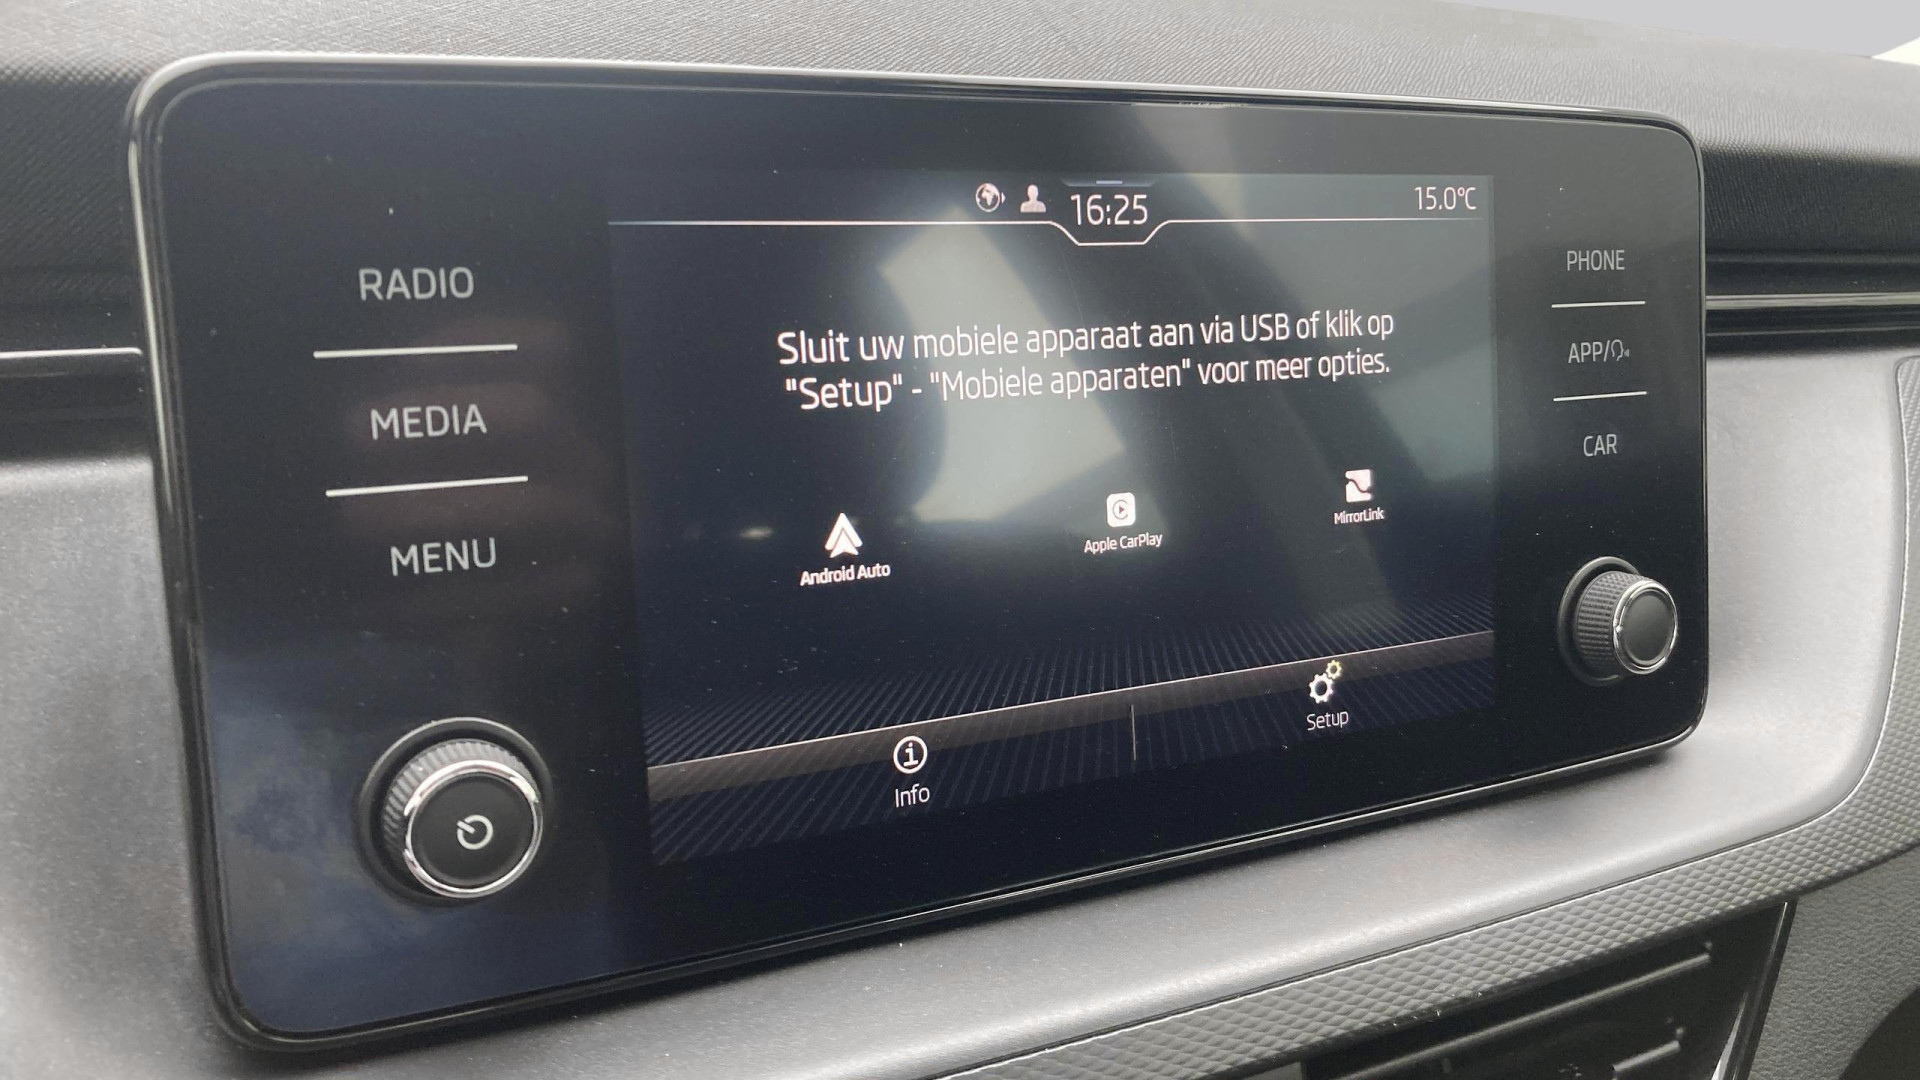 RADIO
MEDIA
MENU
16:25
15.0°C
Sluit uw mobiele apparaat aan via USB of klik op
"Setup" - "Mobiele apparaten" voor meer opties.
Android Auto
Apple CarPlay
MirrorLink
Info
Setup
PHONE
APP/
CAR